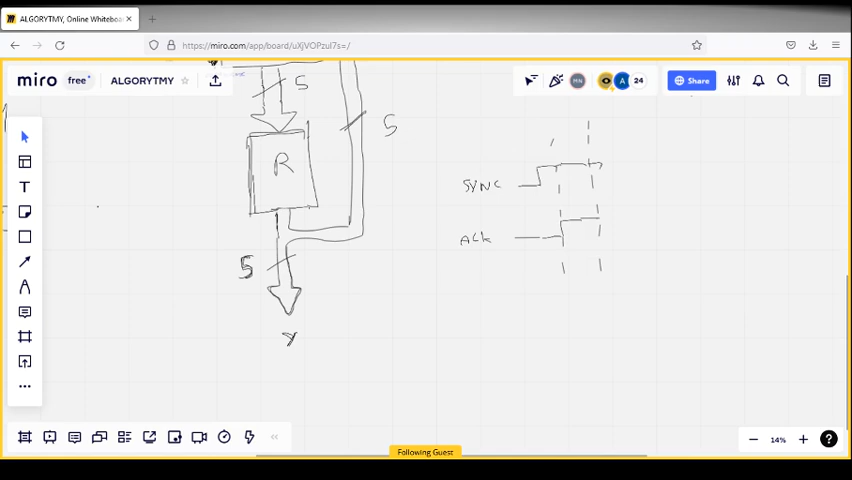 ALGORYTMY, Online Whiteboa
https://miro.com/app/board/uXjVOPzul7s=/
miro free ALGORYTMY 24 Share
5
5
R
SYNC
ACK
5
y
14%
Following Guest